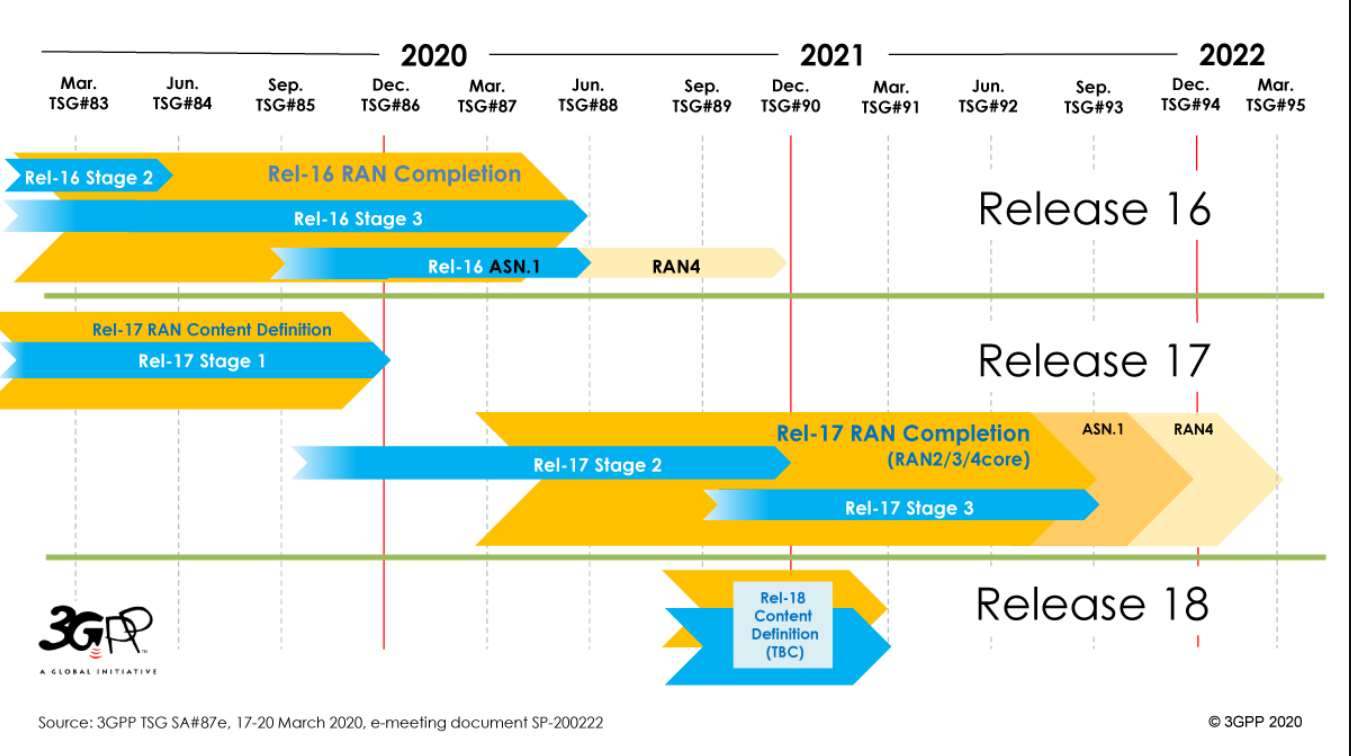 2020 2021 2022
Mar. Jun. Sep. Dec. Mar. Jun. Sep. Dec. Mar. Jun. Sep. Dec. Mar.
TSG#83 TSG#84 TSG#85 TSG#86 TSG#87 TSG#88 TSG#89 TSG#90 TSG#91 TSG#92 TSG#93 TSG#94 TSG#95
Rel-16 Stage 2
Rel-16 RAN Completion
Rel-16 Stage 3
Release 16
Rel-16 ASN.1
RAN4
Rel-17 RAN Content Definition
Rel-17 Stage 1
Release 17
Rel-17 RAN Completion
(RAN2/3/4core)
ASN.1
RAN4
Rel-17 Stage 2
Rel-17 Stage 3
Rel-18
Content
Definition
(TBC)
Release 18
3GPP
TM
A GLOBAL INITIATIVE
Source: 3GPP TSG SA#87e, 17-20 March 2020, e-meeting document SP-200222
© 3GPP 2020